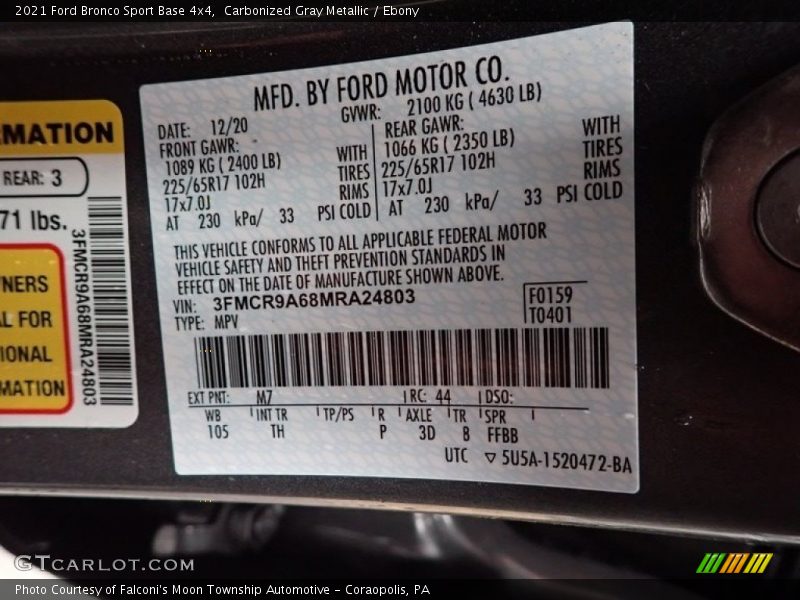 2021 Ford Bronco Sport Base 4x4, Carbonized Gray Metallic / Ebony
RMATION
REAR: 3
71 lbs.
3FMCR9A68MRA24803
NERS
L FOR
IONAL
MATION
MFD. BY FORD MOTOR CO.
DATE: 12/20 GVWR: 2100 KG ( 4630 LB)
FRONT GAWR: REAR GAWR:
1089 KG ( 2400 LB) WITH 1066 KG ( 2350 LB) WITH
225/65R17 102H TIRES 225/65R17 102H TIRES
17x7.0J RIMS 17x7.0J RIMS
AT 230 kPa/ 33 PSI COLD AT 230 kPa/ 33 PSI COLD
THIS VEHICLE CONFORMS TO ALL APPLICABLE FEDERAL MOTOR
VEHICLE SAFETY AND THEFT PREVENTION STANDARDS IN
EFFECT ON THE DATE OF MANUFACTURE SHOWN ABOVE.
VIN: 3FMCR9A68MRA24803 F0159
TYPE: MPV T0401
EXT PNT: M7 RC: 44 DSO:
WB INT TR TP/PS R AXLE TR SPR
105 TH P 3D 8 FFBB
UTC ▽ 5U5A-1520472-BA
GTCARLOT.COM
Photo Courtesy of Falconi's Moon Township Automotive - Coraopolis, PA